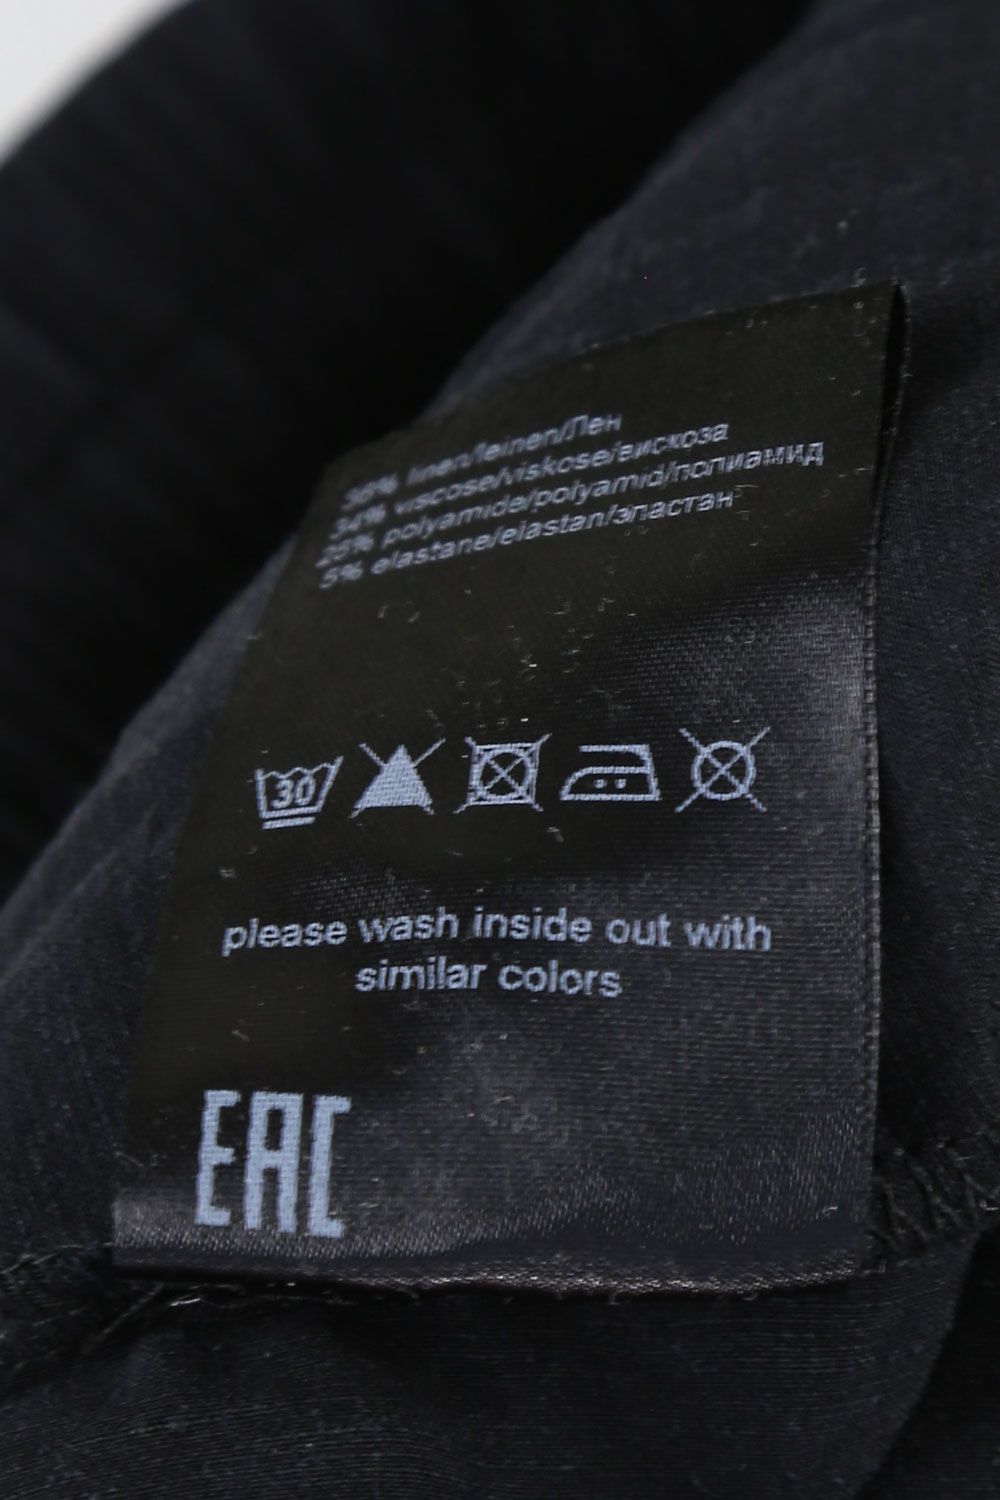 36% linen/leinen/Лен
34% viscose/viskose/вискоза
25% polyamide/polyamid/полиамид
5% elastane/elastan/эластан
30
please wash inside out with
similar colors
EAC